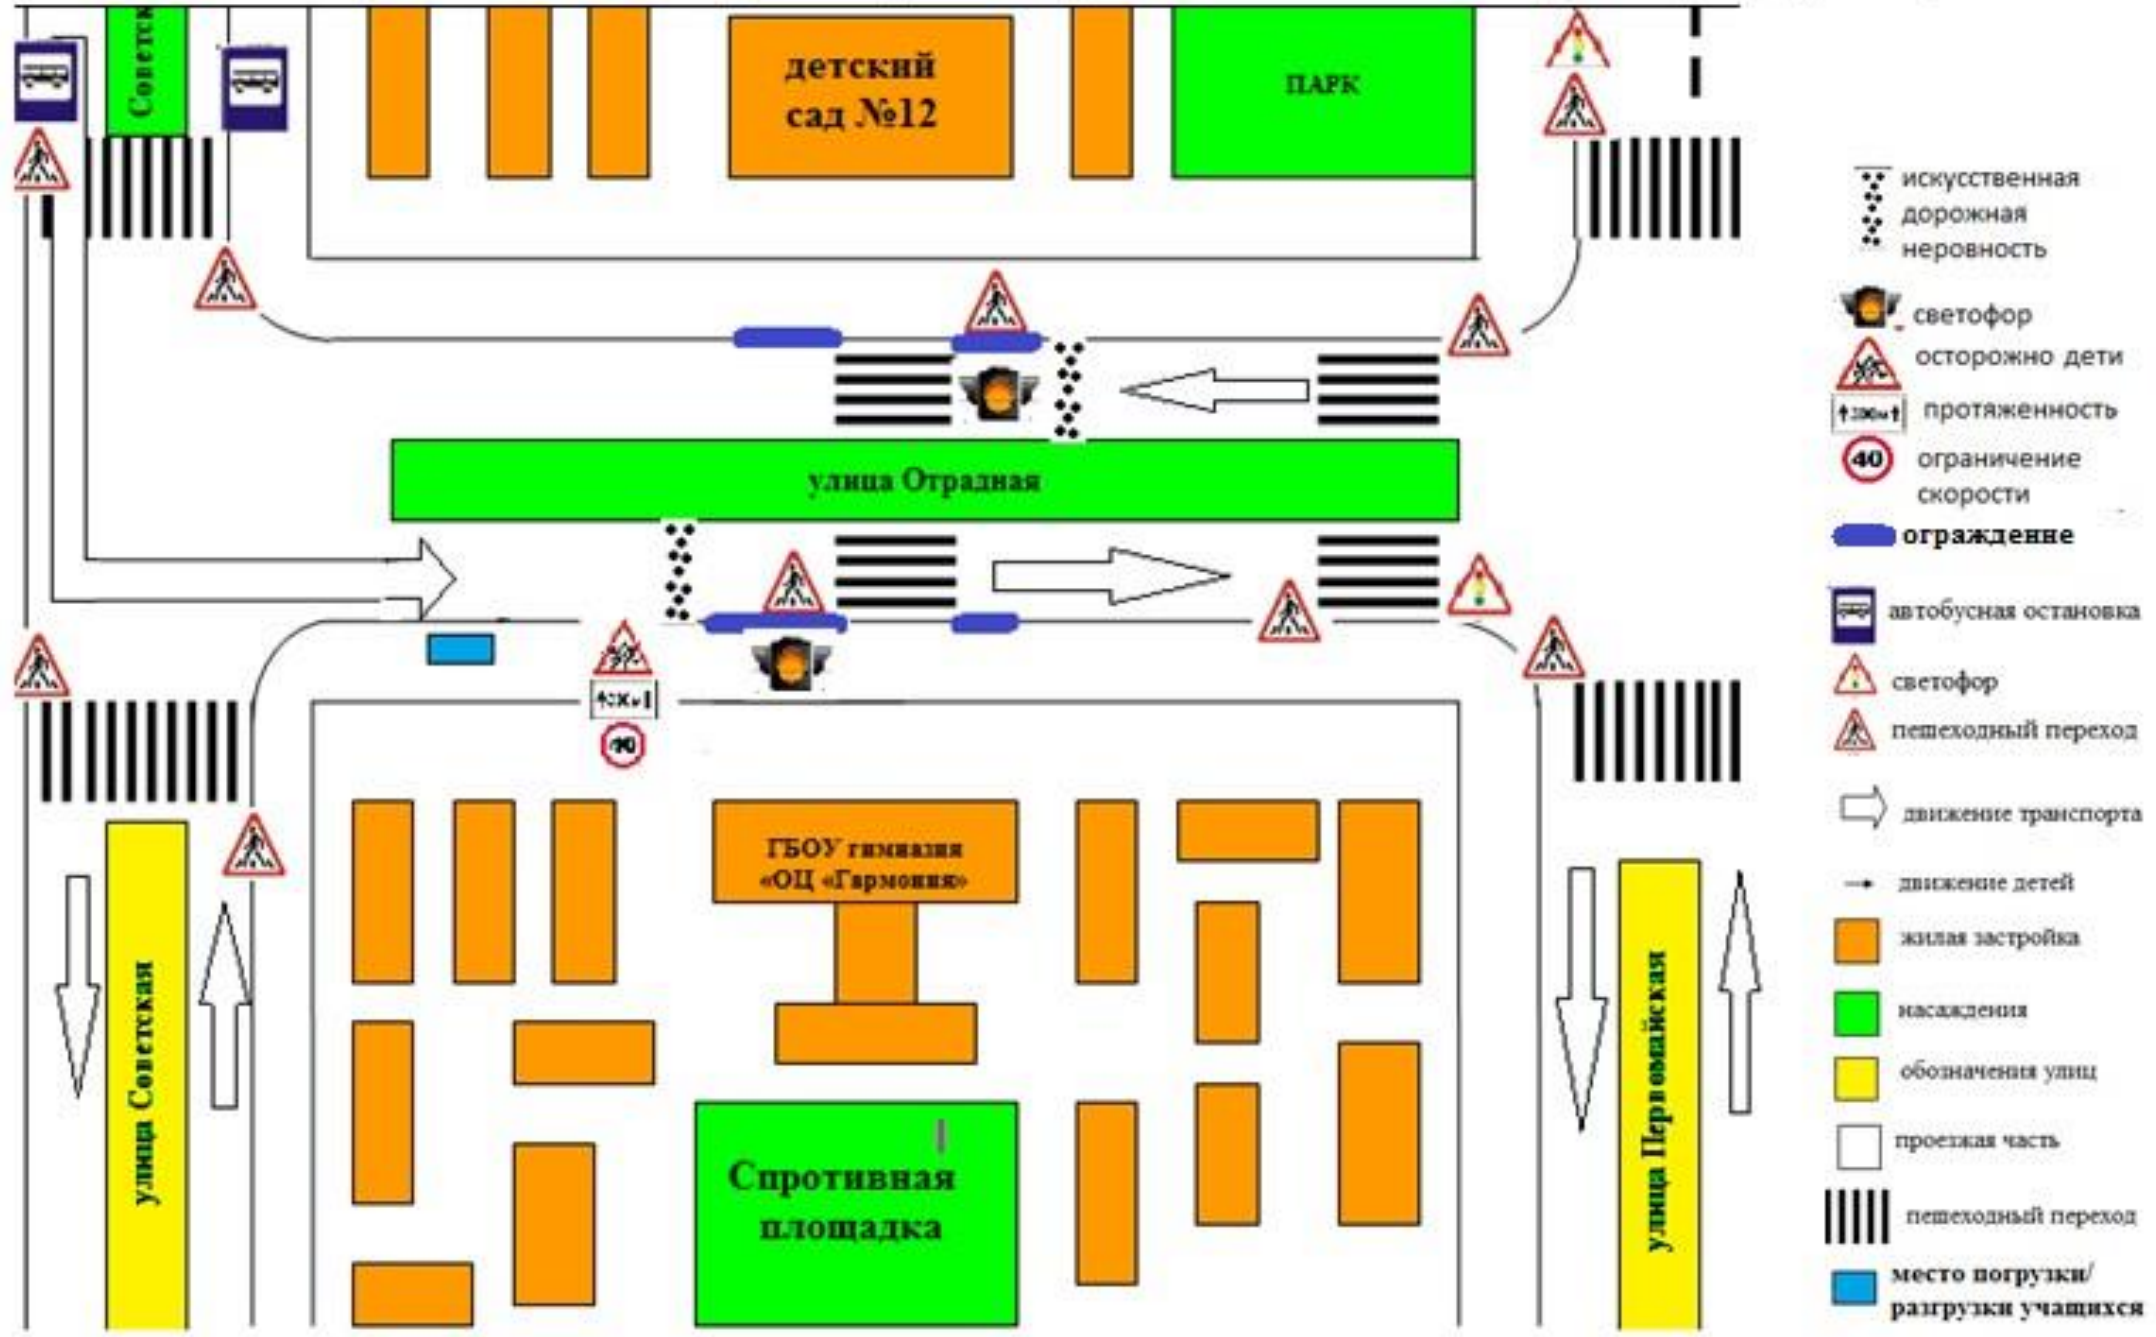 Советск
детский
сад №12
ПАРК
улица Отрадная
40
ГБОУ гимназия
«ОЦ «Гармония»
улица Советская
Спротивная
площадка
улица Первомайская
искусственная
дорожная
неровность
светофор
осторожно дети
протяженность
40
ограничение
скорости
ограждение
автобусная остановка
светофор
пешеходный переход
движение транспорта
движение детей
жилая застройка
насаждения
обозначения улиц
проезжая часть
пешеходный переход
место погрузки/
разгрузки учащихся